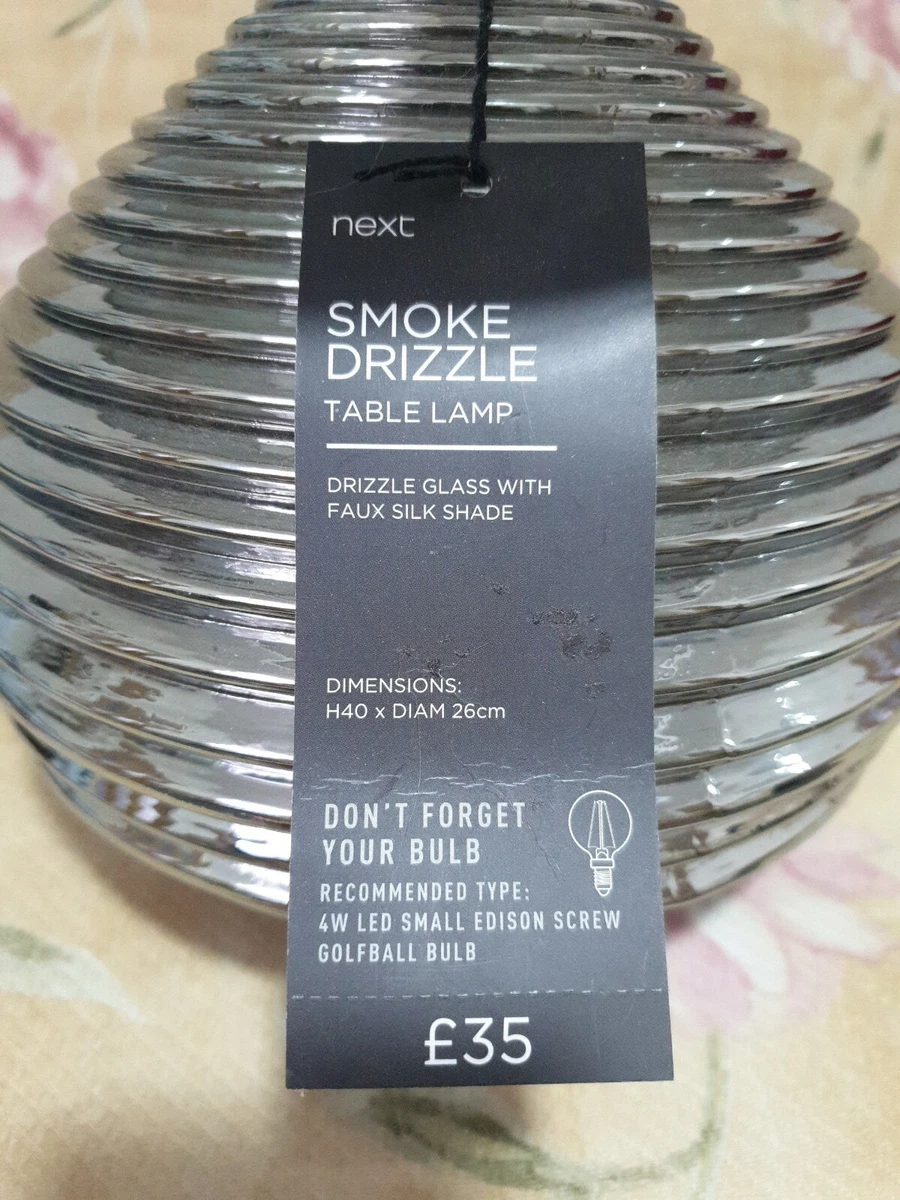 next
SMOKE
DRIZZLE
TABLE LAMP
DRIZZLE GLASS WITH
FAUX SILK SHADE
DIMENSIONS:
H40 x DIAM 26cm
DON'T FORGET
YOUR BULB
RECOMMENDED TYPE:
4W LED SMALL EDISON SCREW
GOLFBALL BULB
£35